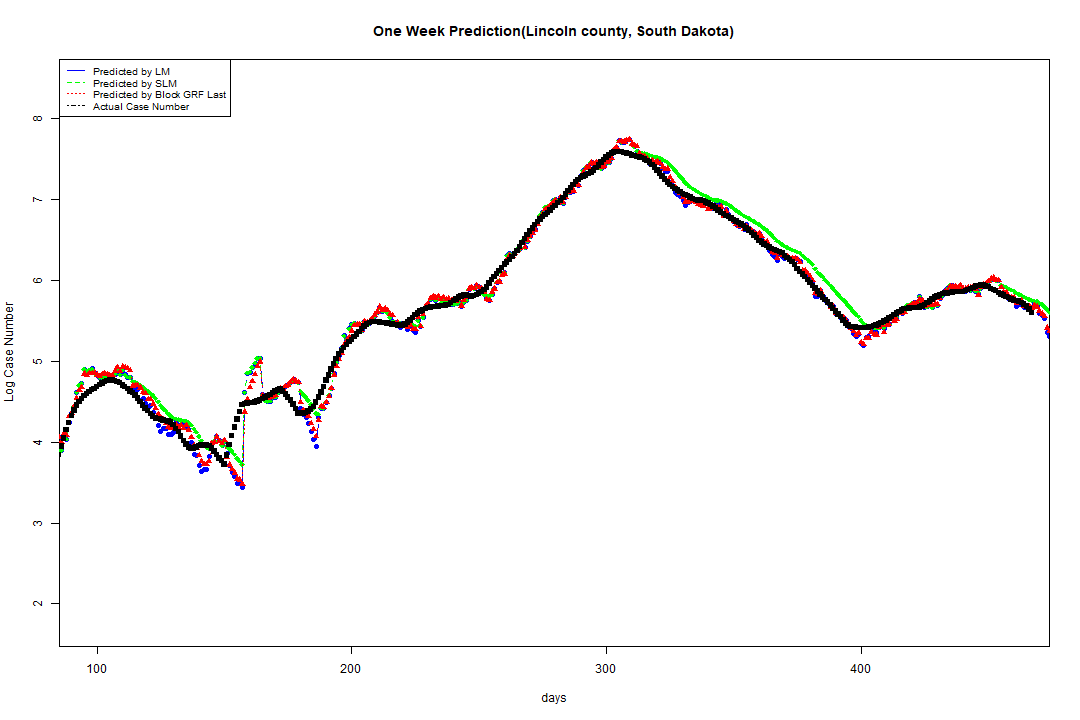 One Week Prediction(Lincoln county, South Dakota)
Predicted by LM
Predicted by SLM
Predicted by Block GRF Last
Actual Case Number
Log Case Number
8
7
6
5
4
3
2
100 200 300 400
days